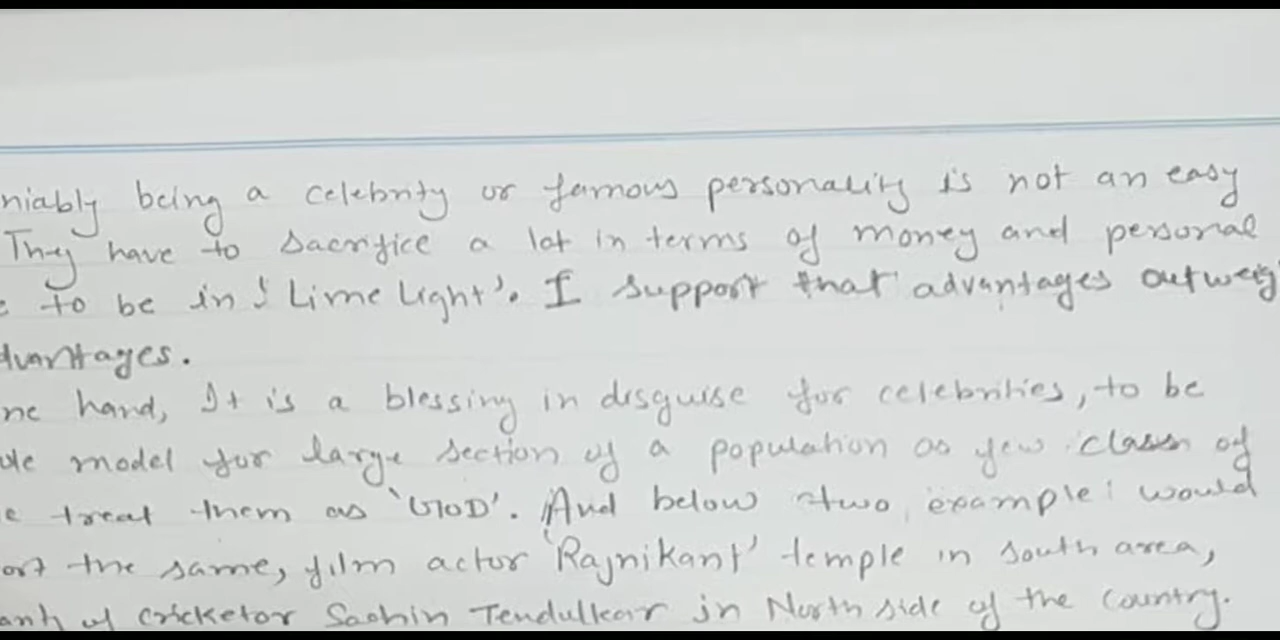 niably being a celebrity or famous personality is not an easy
They have to sacrifice a lot in terms of money and personal
to be in 'Lime light'. I support that advantages outweig
dvantages.
ne hand, It is a blessing in disguise for celebrities, to be
ole model for large section of a population as few class of
e treat them as 'GOD'. And below two example would
ort the same, film actor 'Rajnikant' temple in south area,
of cricketor Sachin Tendulkar in North side of the country.